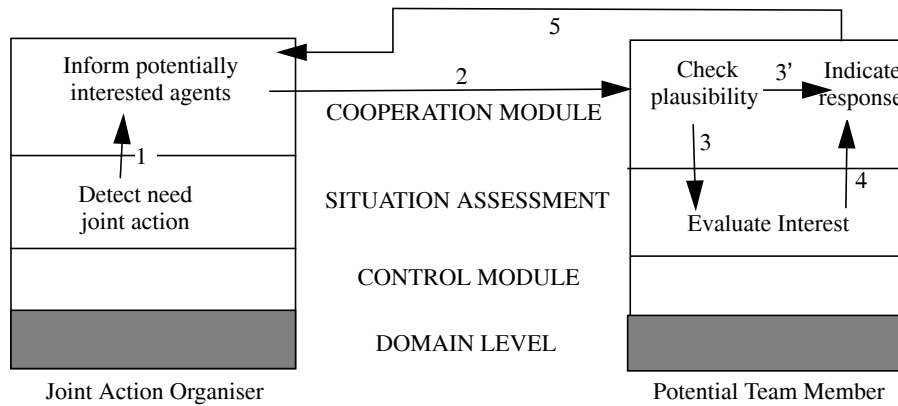 5
Inform potentially
interested agents
2
Check
plausibility
3'
Indicate
response
COOPERATION MODULE
1
3
Detect need
joint action
SITUATION ASSESSMENT
4
Evaluate Interest
CONTROL MODULE
DOMAIN LEVEL
Joint Action Organiser
Potential Team Member